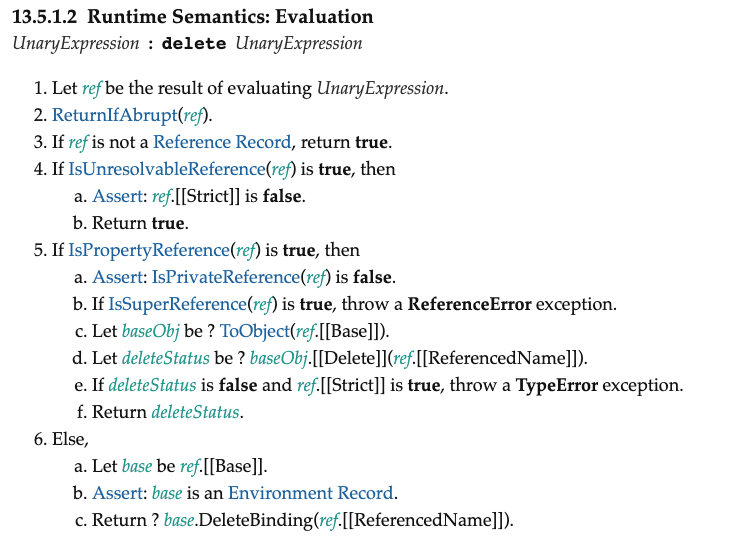 13.5.1.2 Runtime Semantics: Evaluation
UnaryExpression : delete UnaryExpression
1. Let ref be the result of evaluating UnaryExpression.
2. ReturnIfAbrupt(ref).
3. If ref is not a Reference Record, return true.
4. If IsUnresolvableReference(ref) is true, then
a. Assert: ref.[[Strict]] is false.
b. Return true.
5. If IsPropertyReference(ref) is true, then
a. Assert: IsPrivateReference(ref) is false.
b. If IsSuperReference(ref) is true, throw a ReferenceError exception.
c. Let baseObj be ? ToObject(ref.[[Base]]).
d. Let deleteStatus be ? baseObj.[[Delete]](ref.[[ReferencedName]]).
e. If deleteStatus is false and ref.[[Strict]] is true, throw a TypeError exception.
f. Return deleteStatus.
6. Else,
a. Let base be ref.[[Base]].
b. Assert: base is an Environment Record.
c. Return ? base.DeleteBinding(ref.[[ReferencedName]]).